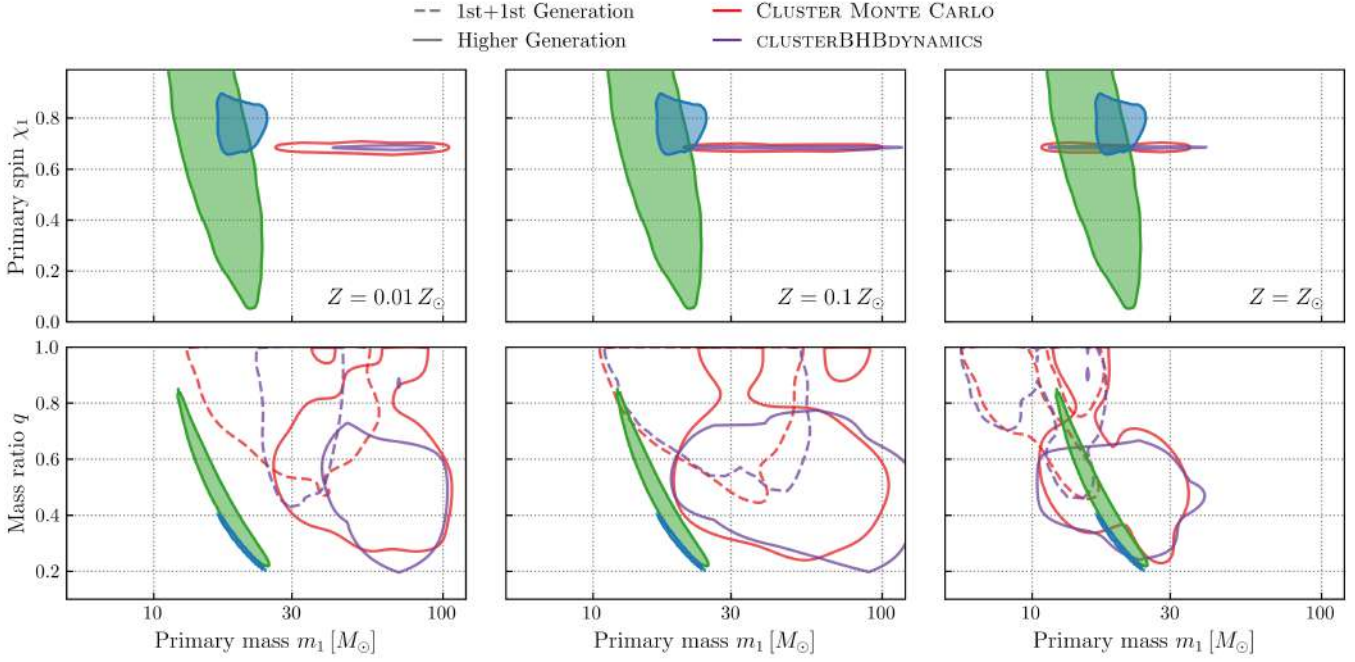 1st+1st Generation
Higher Generation
CLUSTER MONTE CARLO
CLUSTERBHBDYNAMICS
Primary spin χ₁
0.8
0.6
0.4
0.2
0.0
Z = 0.01 Z⊙
Z = 0.1 Z⊙
Z = Z⊙
Mass ratio q
1.0
0.8
0.6
0.4
0.2
10 30 100
10 30 100
10 30 100
Primary mass m₁ [M⊙]
Primary mass m₁ [M⊙]
Primary mass m₁ [M⊙]